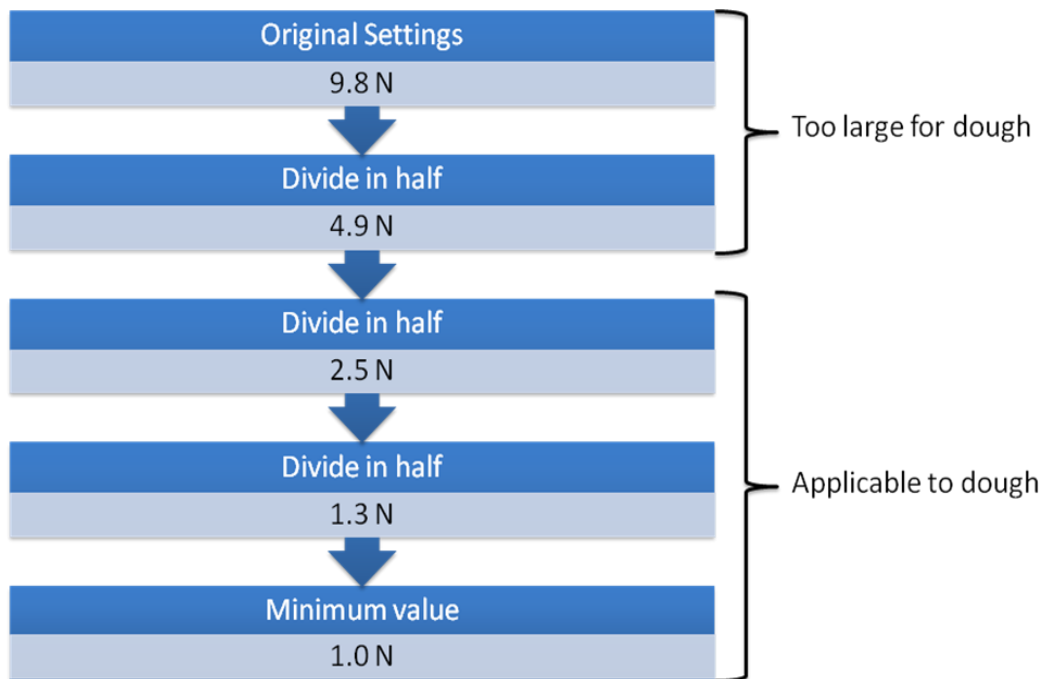 Original Settings
9.8 N
Too large for dough
Divide in half
4.9 N
Divide in half
2.5 N
Divide in half
Applicable to dough
1.3 N
Minimum value
1.0 N